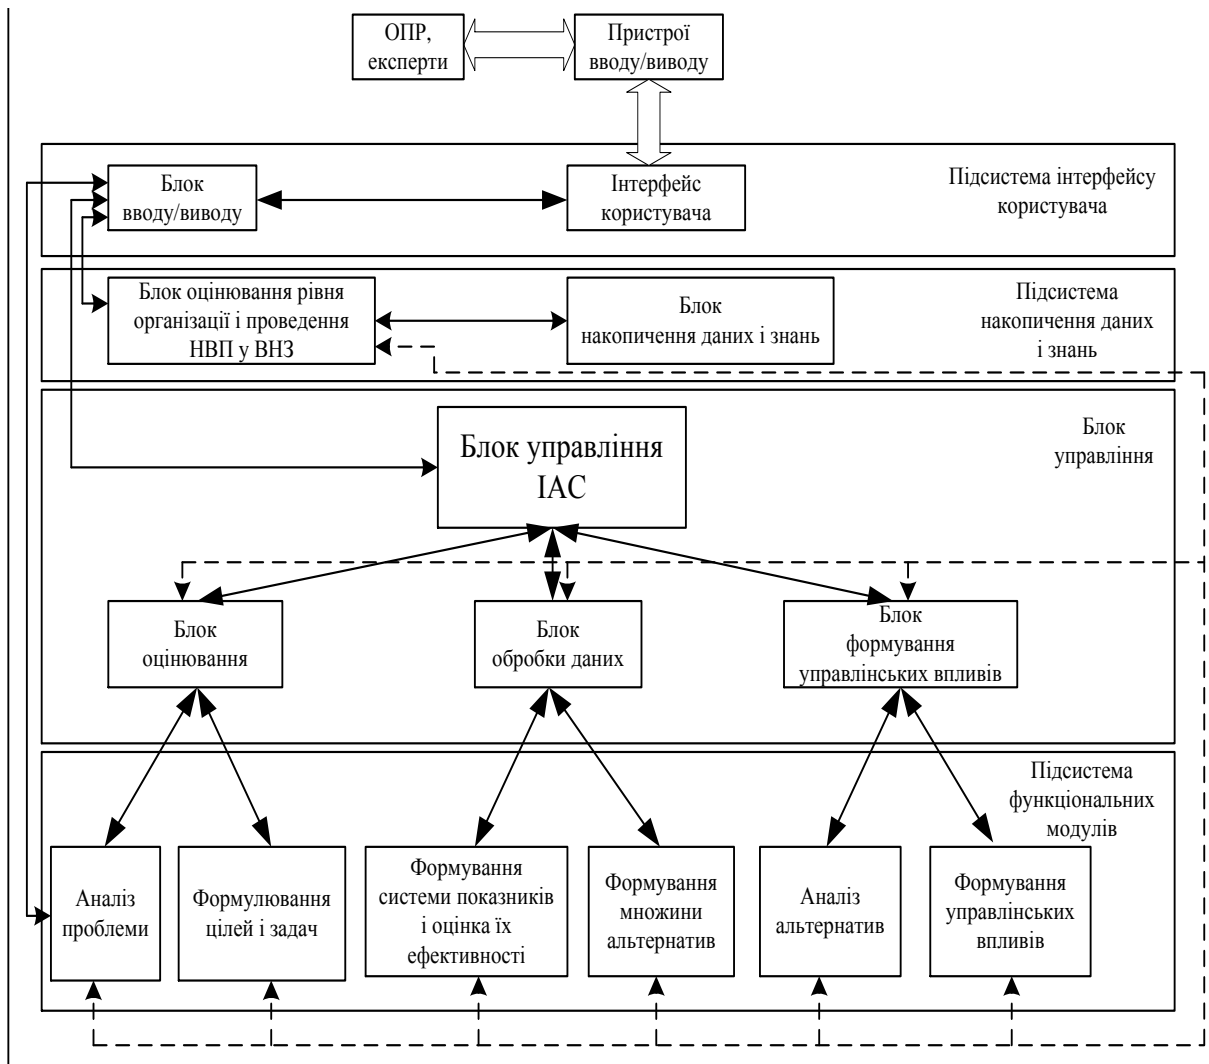 ОПР,
експерти
Пристрої
вводу/виводу
Блок
вводу/виводу
Інтерфейс
користувача
Підсистема інтерфейсу
користувача
Блок оцінювання рівня
організації і проведення
НВП у ВНЗ
Блок
накопичення даних і знань
Підсистема
накопичення даних
і знань
Блок управління
ІАС
Блок
управління
Блок
оцінювання
Блок
обробки даних
Блок
формування
управлінських впливів
Підсистема
функціональних
модулів
Аналіз
проблеми
Формулювання
цілей і задач
Формування
системи показників
і оцінка їх
ефективності
Формування
множини
альтернатив
Аналіз
альтернатив
Формування
управлінських
впливів